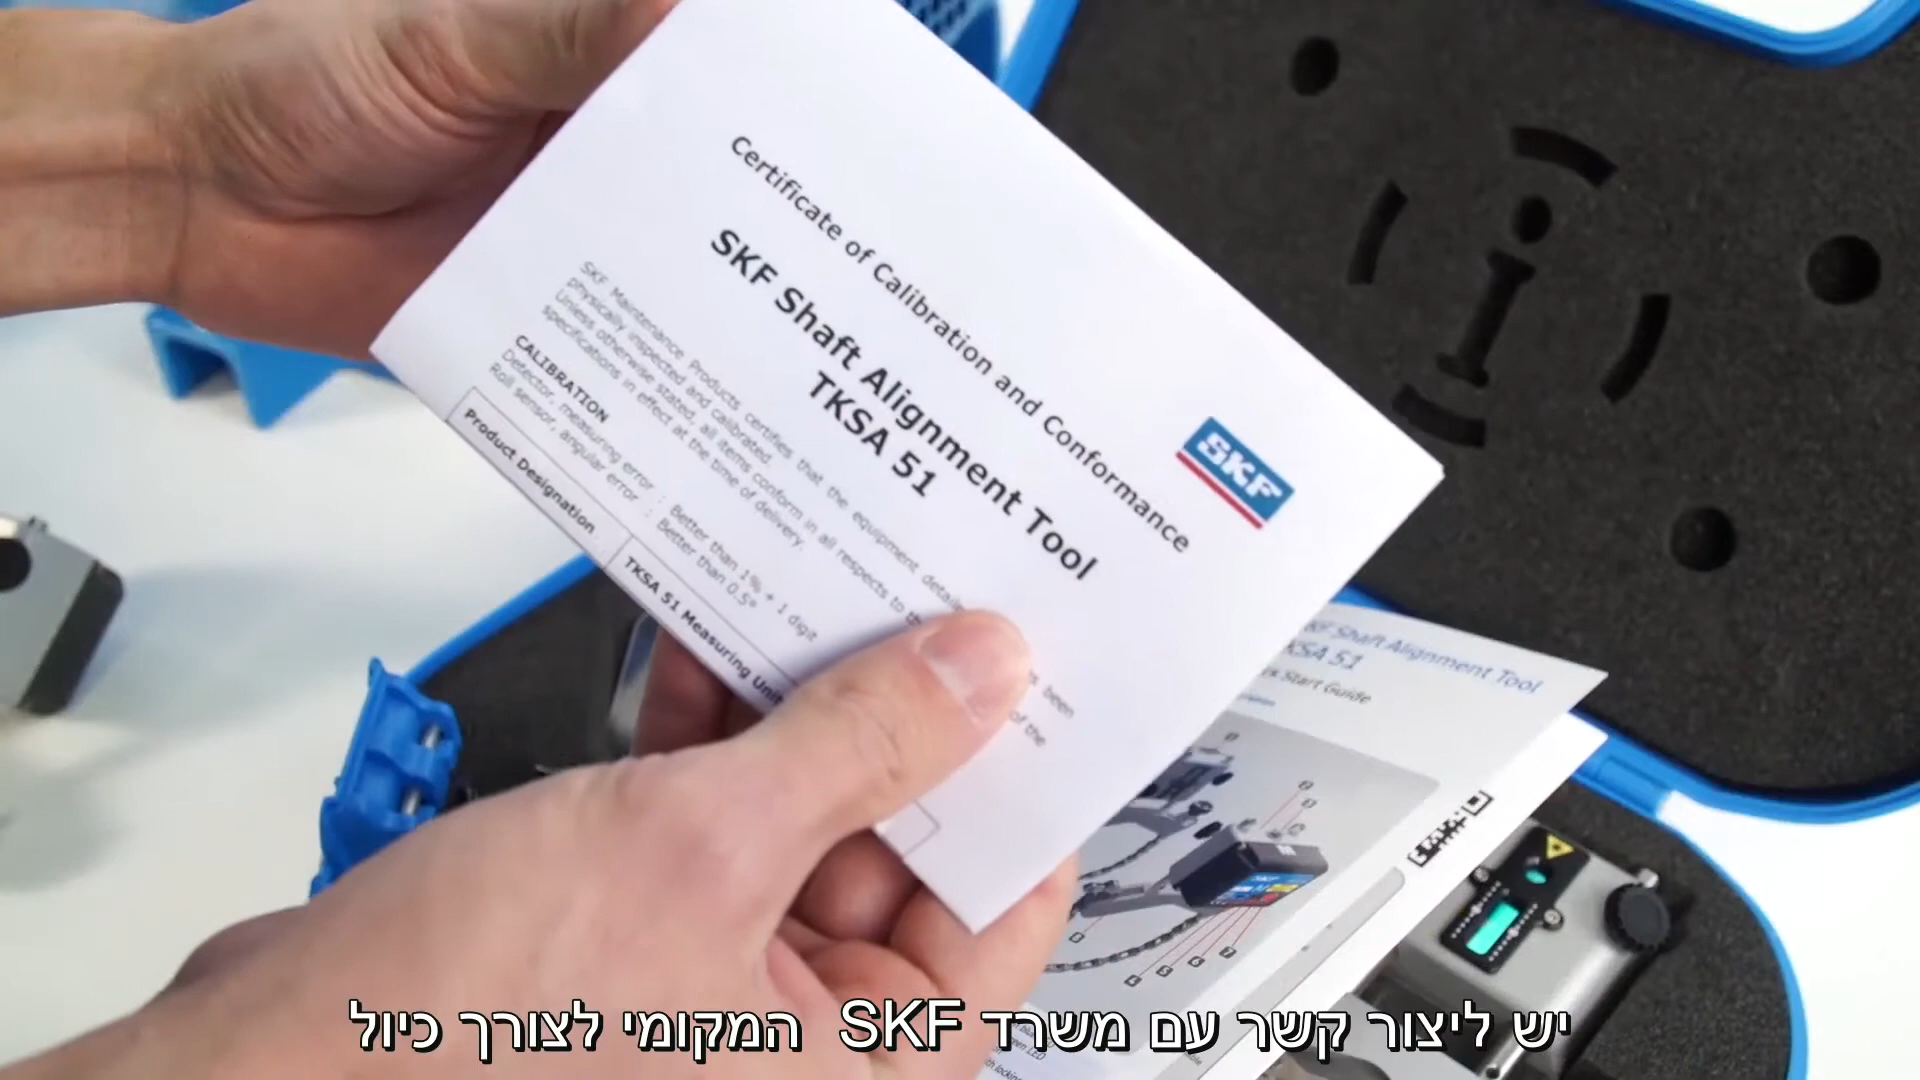 Certificate of Calibration and Conformance
SKF
SKF Shaft Alignment Tool
TKSA 51
SKF Maintenance Products certifies that the equipment been
physically inspected and calibrated.
Unless otherwise stated, all items conform in all respects to of the
specifications in effect at the time of delivery.
CALIBRATION
Detector, measuring error : Better than 1% + 1 digit
Roll sensor, angular error : Better than 0.5°
Product Designation
TKSA 51 Measuring Unit
Shaft Alignment Tool
51
Start Guide
SKF
יש ליצור קשר עם משרד SKF המקומי לצורך כיול